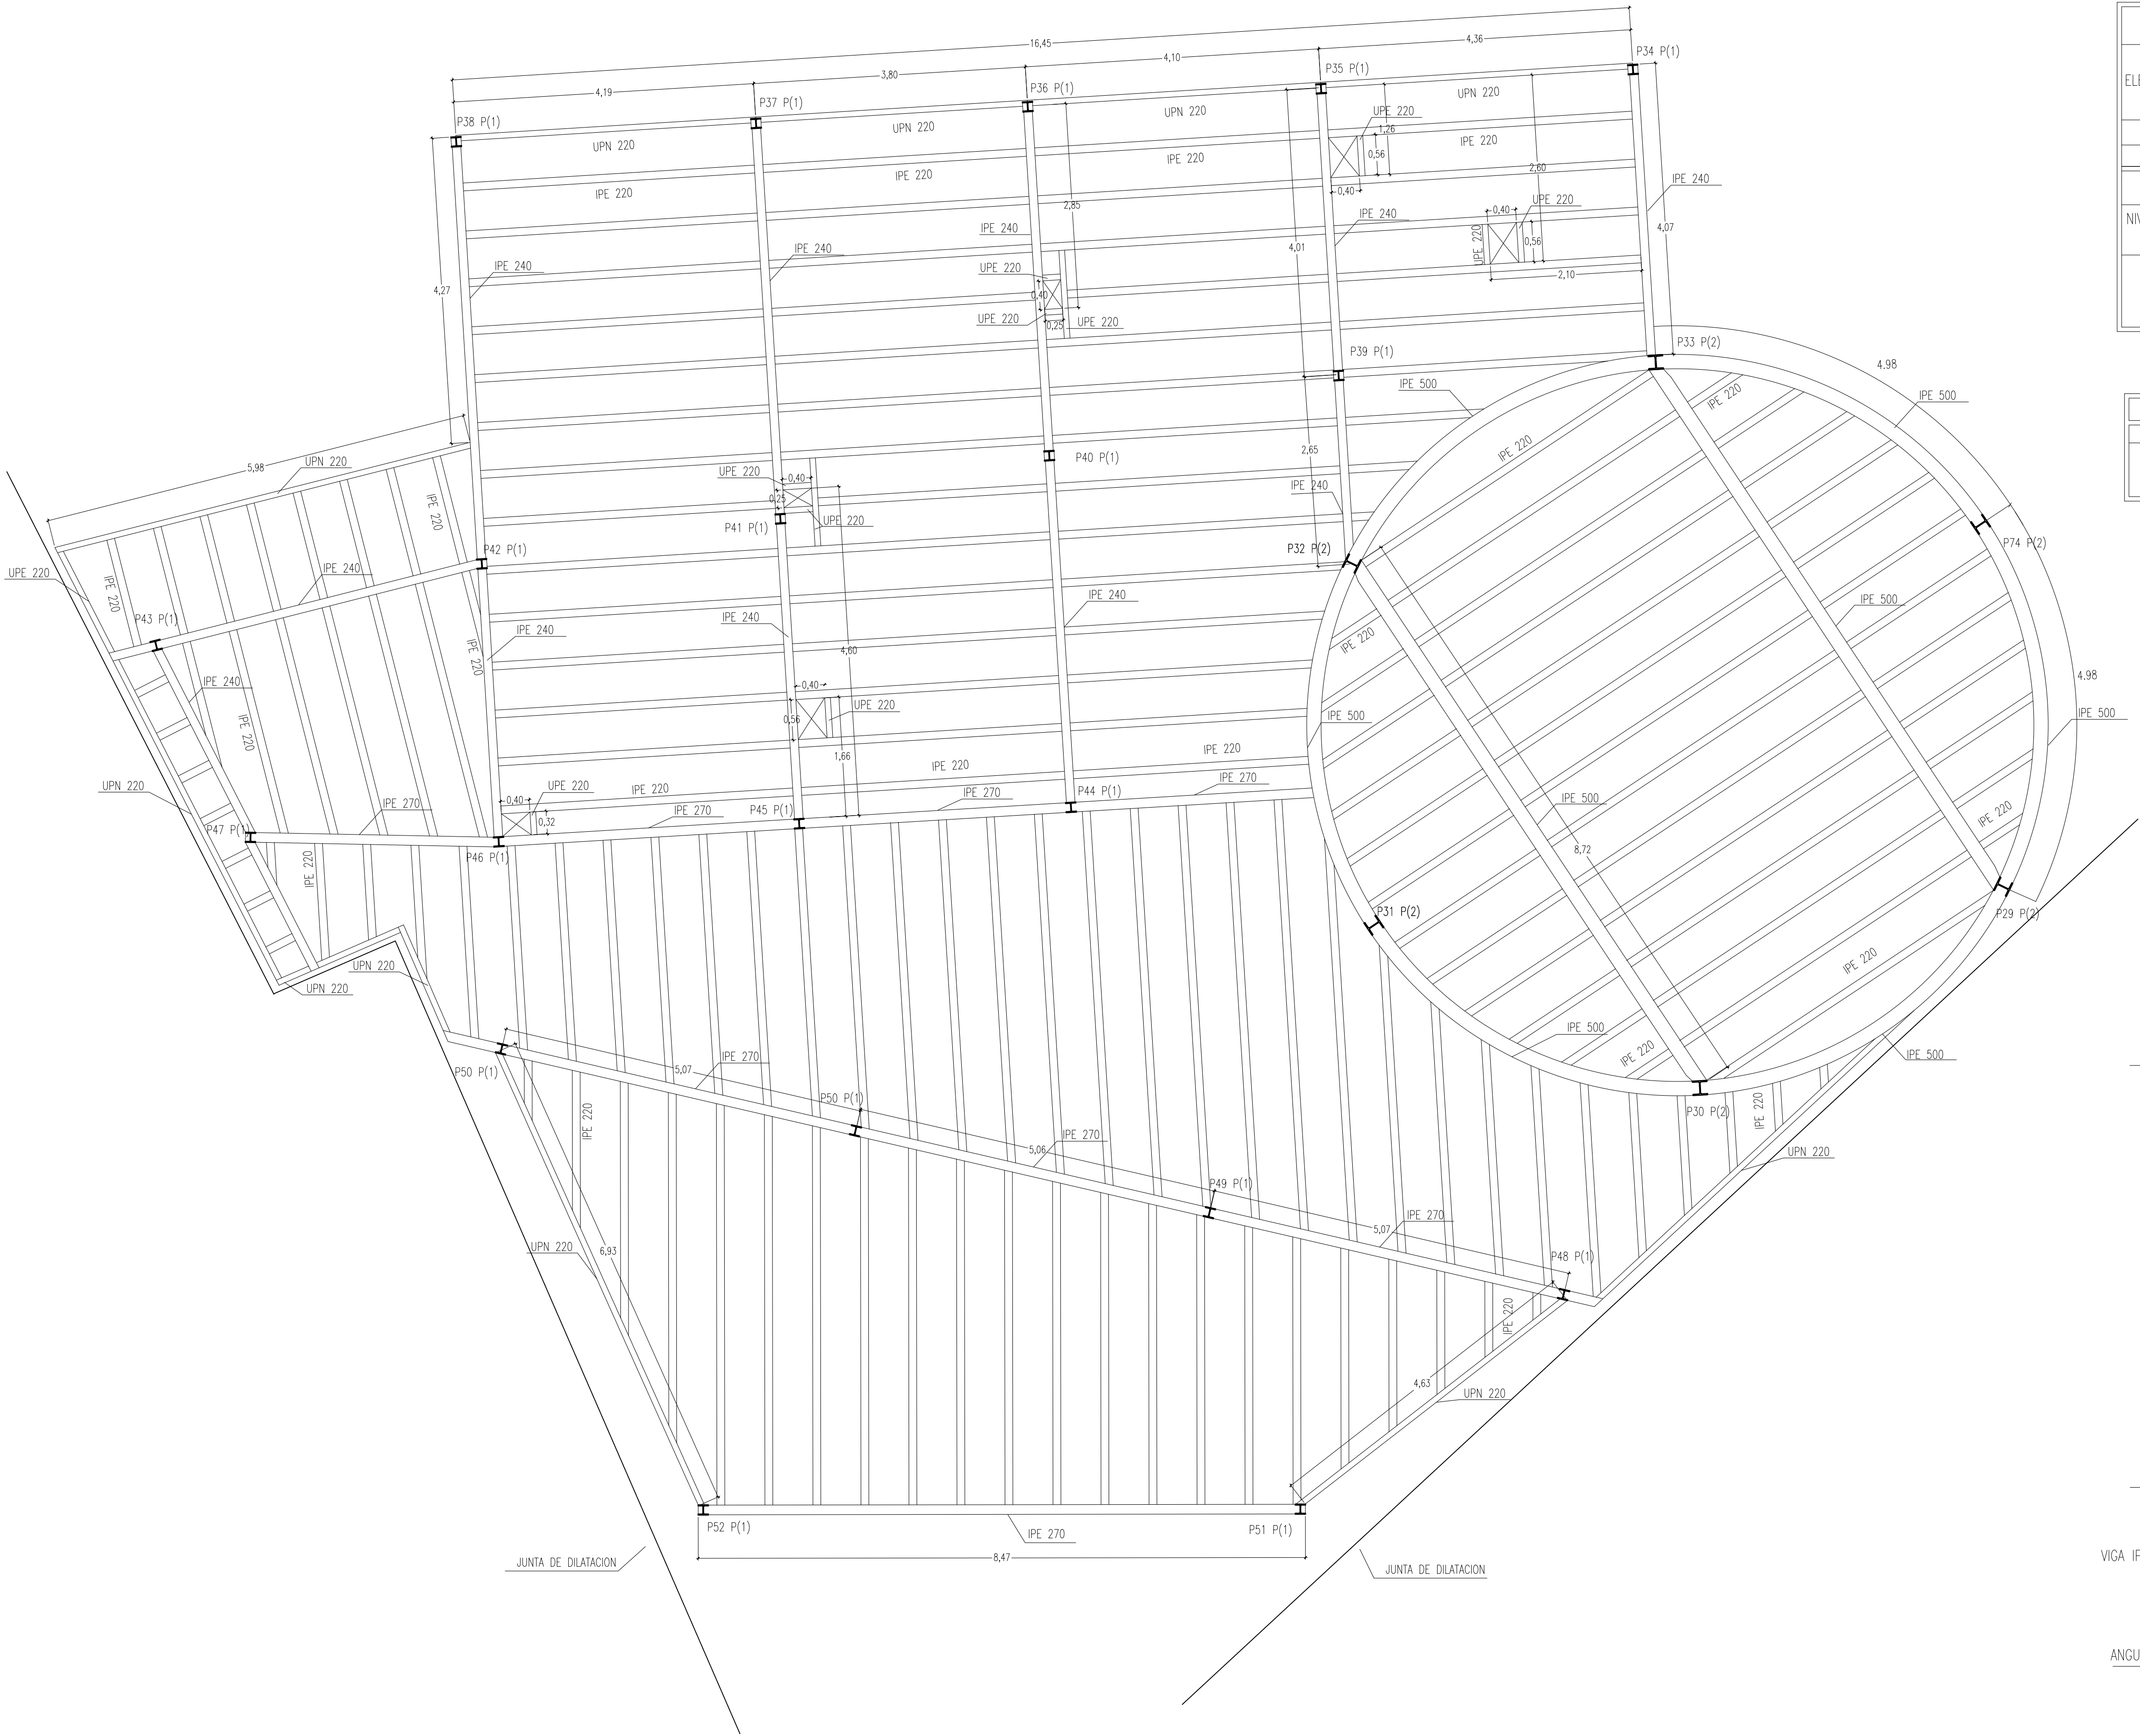 16,45
4,36
4,10
3,80
4,19
P34 P(1)
P35 P(1)
P36 P(1)
P37 P(1)
P38 P(1)
UPN 220
UPN 220
UPN 220
UPN 220
UPE 220
1,26
0,56
IPE 220
IPE 220
IPE 220
IPE 220
2,60
0,40
IPE 240
UPE 220
0,40
UPE 220
0,56
4,07
2,85
IPE 240
IPE 240
IPE 240
4,01
IPE 240
4,27
UPE 220
2,10
0,40
UPE 220
0,25
UPE 220
P39 P(1)
P33 P(2)
4.98
IPE 500
IPE 500
IPE 220
5,98
UPN 220
UPE 220
0,40
0,25
P40 P(1)
2,65
IPE 220
IPE 220
IPE 240
UPE 220
P41 P(1)
P42 P(1)
P32 P(2)
P74 P(2)
UPE 220
IPE 240
IPE 220
IPE 240
IPE 240
IPE 500
P43 P(1)
IPE 240
IPE 220
IPE 220
4,60
IPE 240
0,40
4.98
UPE 220
0,56
IPE 220
IPE 500
IPE 500
1,66
IPE 220
IPE 220
IPE 220
UPN 220
UPE 220
0,40
IPE 270
IPE 270
IPE 270
0,32
IPE 270
P45 P(1)
P44 P(1)
IPE 500
IPE 220
P47 P(1)
P46 P(1)
8,72
IPE 220
P31 P(2)
P29 P(2)
UPN 220
UPN 220
IPE 220
IPE 500
IPE 220
IPE 500
IPE 270
5,07
P50 P(1)
P50 P(1)
IPE 220
P30 P(2)
IPE 220
IPE 270
5,06
UPN 220
P49 P(1)
IPE 270
5,07
UPN 220
6,93
P48 P(1)
IPE 220
4,63
UPN 220
P52 P(1)
IPE 270
P51 P(1)
8,47
JUNTA DE DILATACION
JUNTA DE DILATACION
ELE
NIV
VIGA IP
ANGU